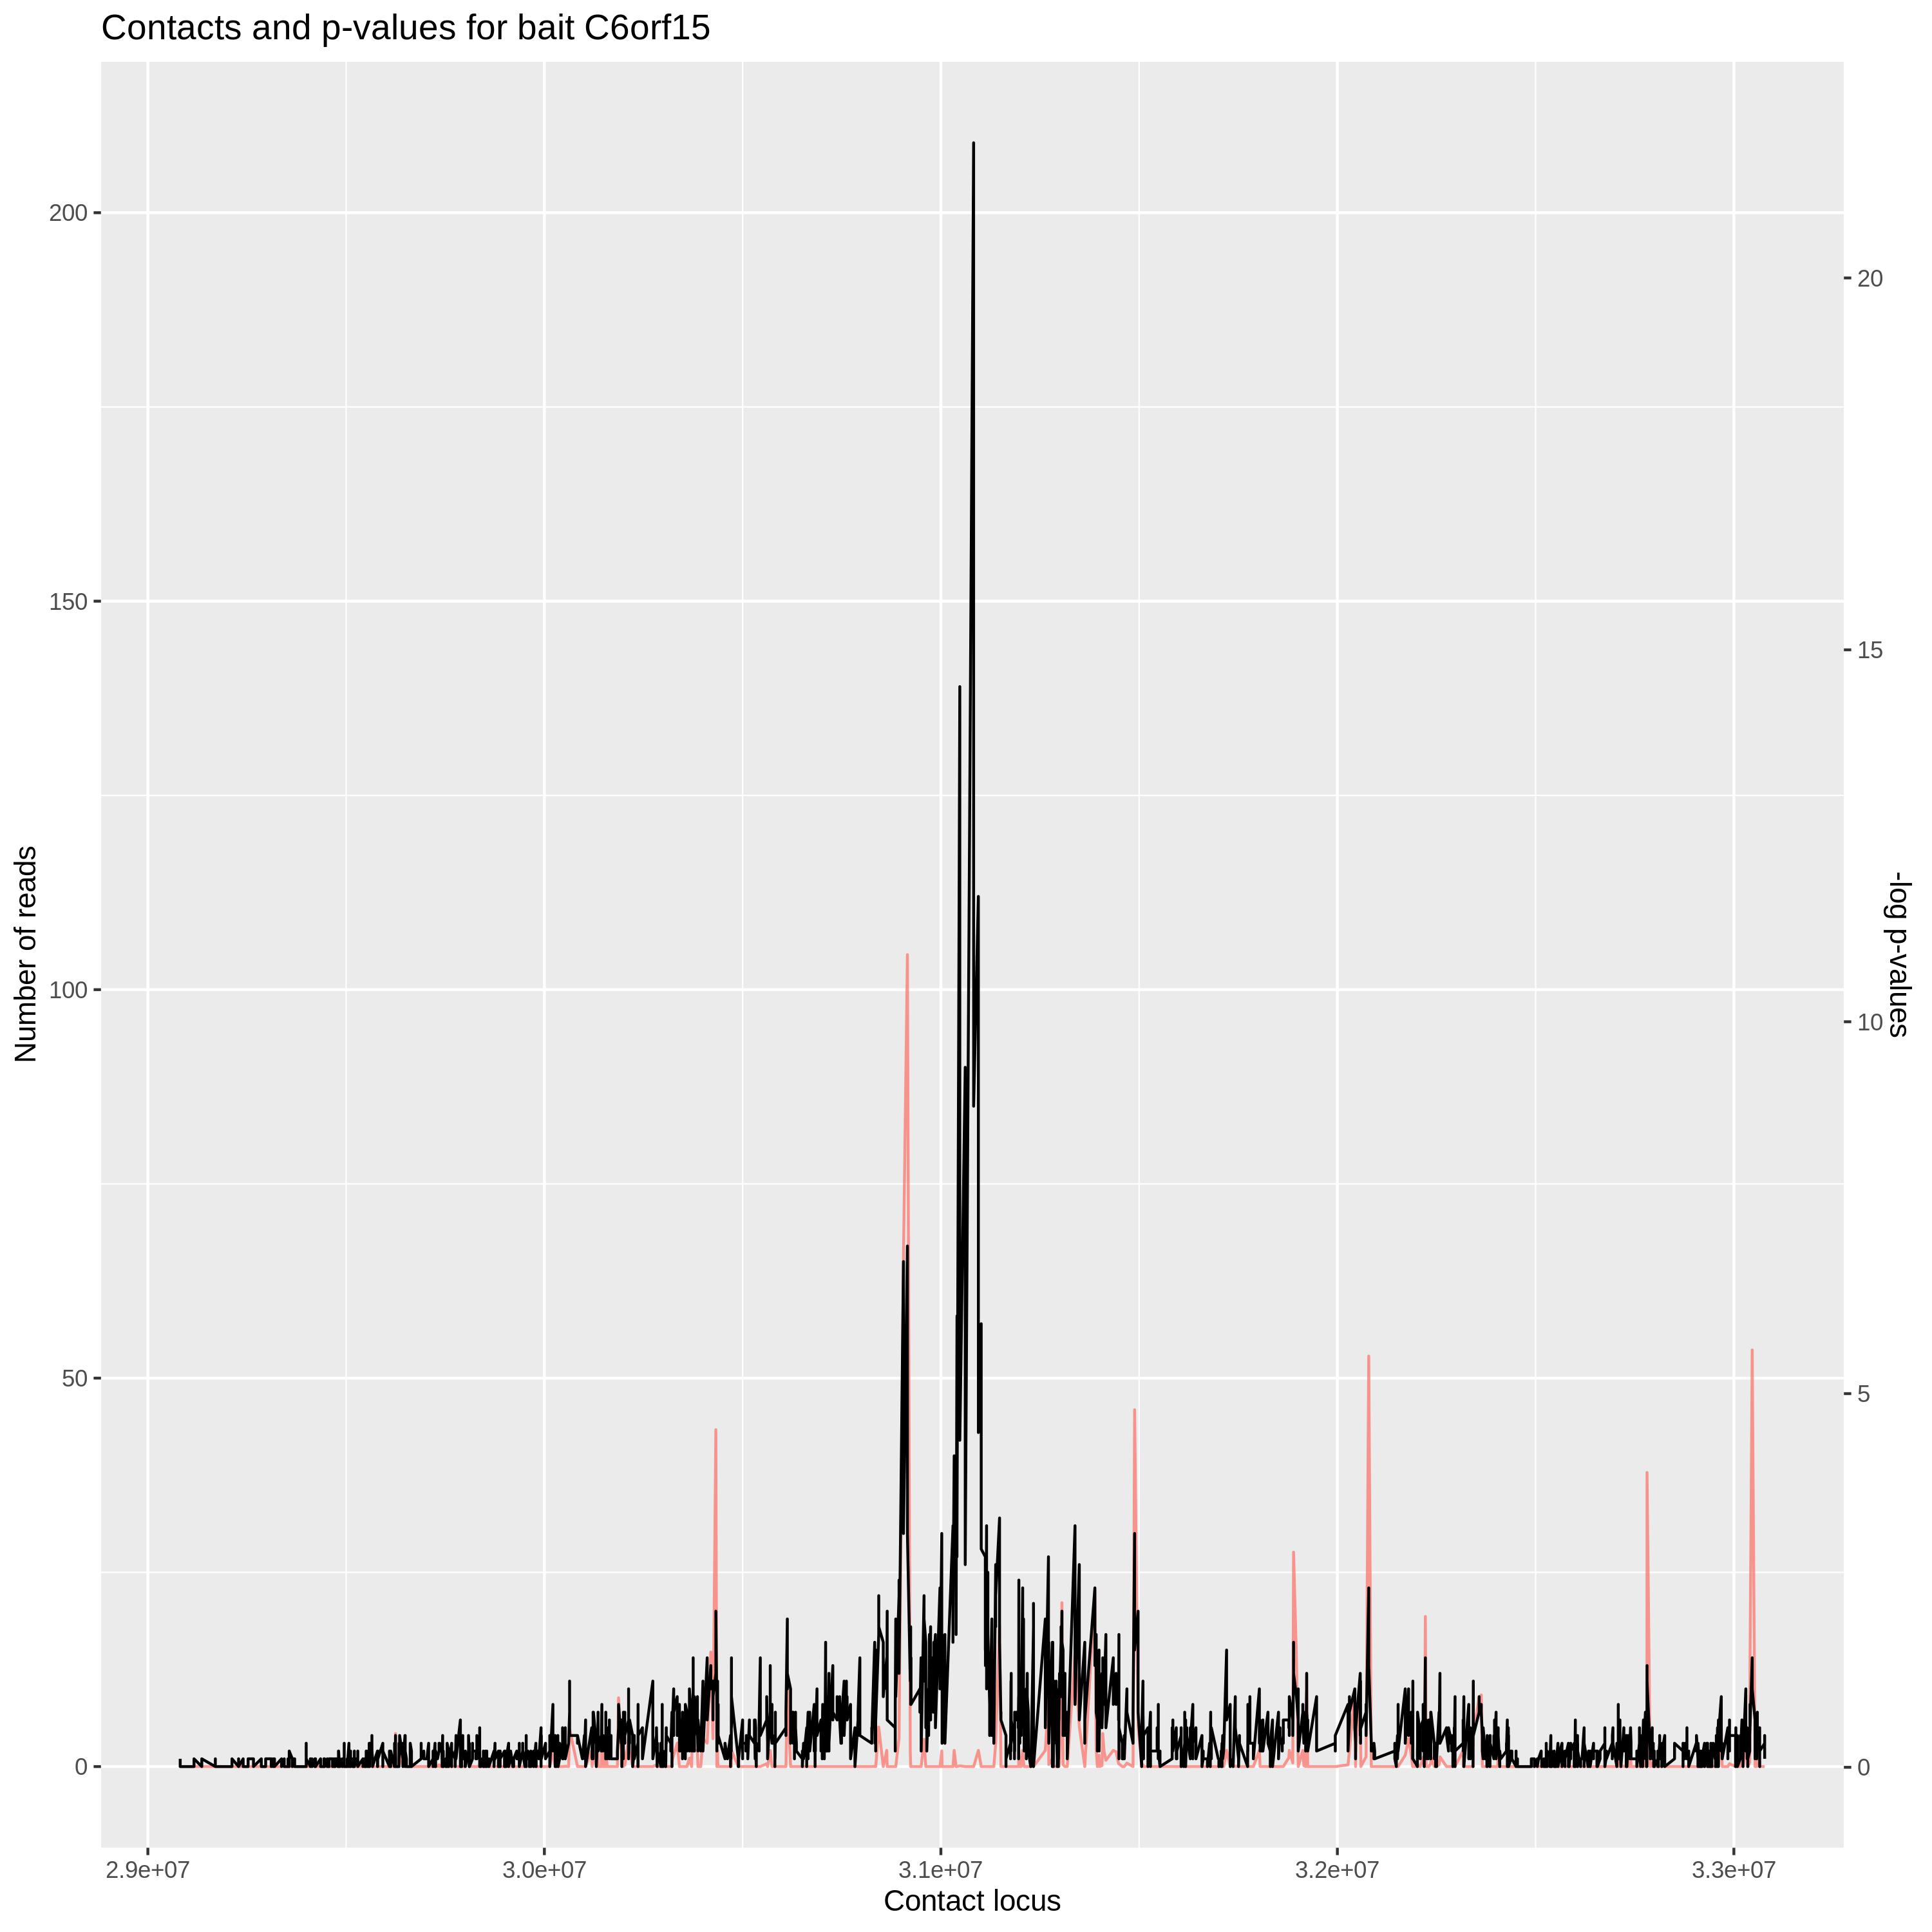 Contacts and p-values for bait C6orf15
Number of reads
200
150
100
50
0
20
15
10
5
0
-log p-values
2.9e+07 3.0e+07 3.1e+07 3.2e+07 3.3e+07
Contact locus